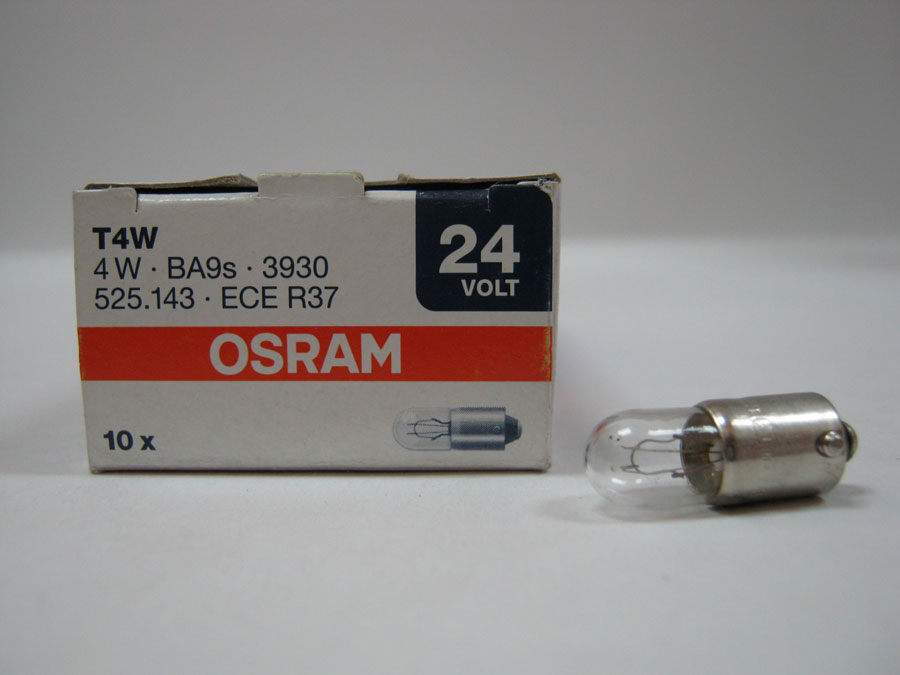 T4W
4 W · BA9s · 3930
525.143 · ECE R37
24
VOLT
OSRAM
10 x